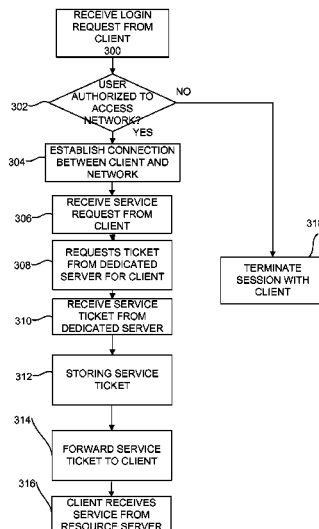 RECEIVE LOGIN
REQUEST FROM
CLIENT
300
302
USER
AUTHORIZED TO
ACCESS
NETWORK?
NO
YES
304
ESTABLISH CONNECTION
BETWEEN CLIENT AND
NETWORK
306
RECEIVE SERVICE
REQUEST FROM
CLIENT
308
REQUESTS TICKET
FROM DEDICATED
SERVER FOR CLIENT
310
RECEIVE SERVICE
TICKET FROM
DEDICATED SERVER
312
STORING SERVICE
TICKET
314
FORWARD SERVICE
TICKET TO CLIENT
316
CLIENT RECEIVES
SERVICE FROM
RESOURCE SERVER
318
TERMINATE
SESSION WITH
CLIENT